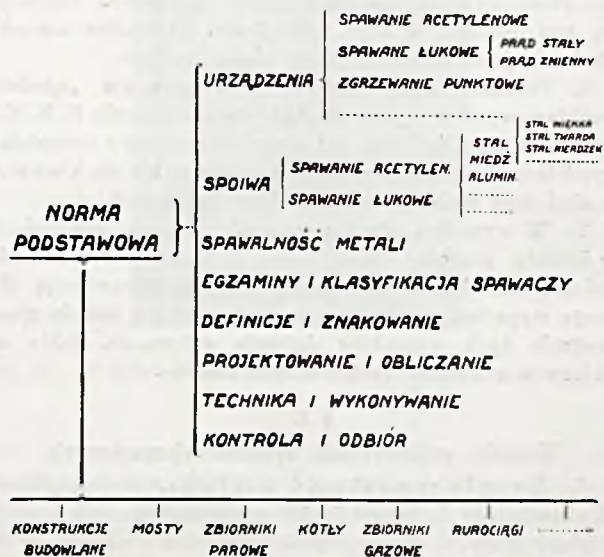 SPAWANIE ACETYLENOWE
SPAWANE ŁUKOWE
PRĄD STAŁY
PRĄD ZMIENNY
URZĄDZENIA
ZGRZEWANIE PUNKTOWE
STAL MIĘKKA
STAL TWARDA
STAL NIERDZEW
STAL
MIEDŹ
ALUMIN.
SPAWANIE ACETYLEN.
SPOIWA
SPAWANIE ŁUKOWE
NORMA
PODSTAWOWA
SPAWALNOŚĆ METALI
EGZAMINY I KLASYFIKACJA SPAWACZY
DEFINICJE I ZNAKOWANIE
PROJEKTOWANIE I OBLICZANIE
TECHNIKA I WYKONYWANIE
KONTROLA I ODBIÓR
KONSTRUKCJE
BUDOWLANE
MOSTY
ZBIORNIKI
PAROWE
KOTŁY
ZBIORNIKI
GAZOWE
RUROCIĄGI